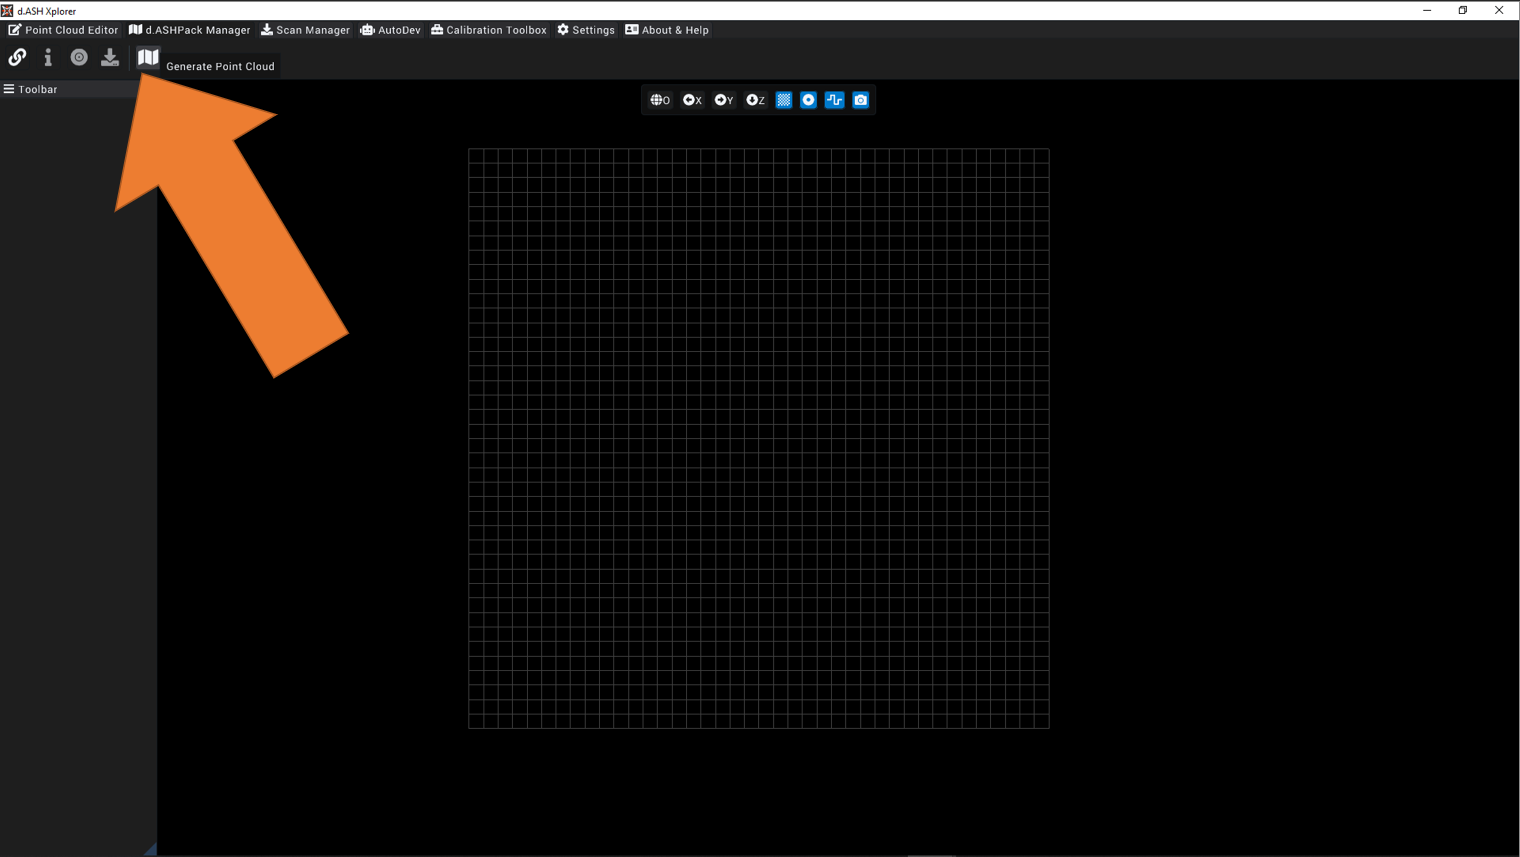 d.ASH Xplorer
Point Cloud Editor d.ASHPack Manager Scan Manager AutoDev Calibration Toolbox Settings About & Help
Generate Point Cloud
Toolbar
O X Y Z